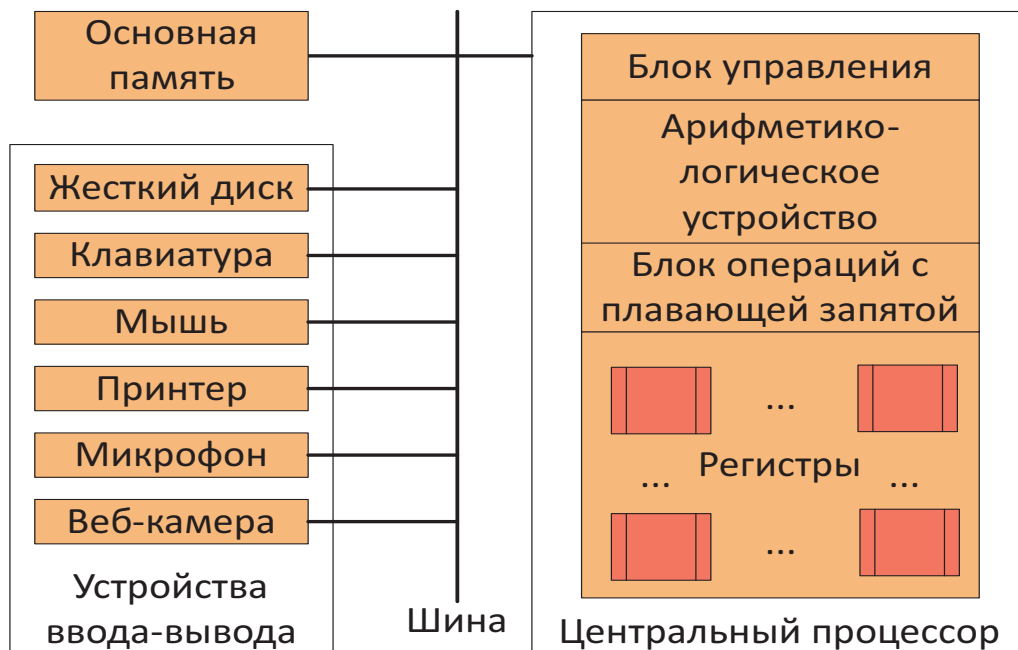 Основная
память
Жесткий диск
Клавиатура
Мышь
Принтер
Микрофон
Веб-камера
Устройства
ввода-вывода
Шина
Блок управления
Арифметико-
логическое
устройство
Блок операций с
плавающей запятой
...
Регистры
... ...
...
Центральный процессор